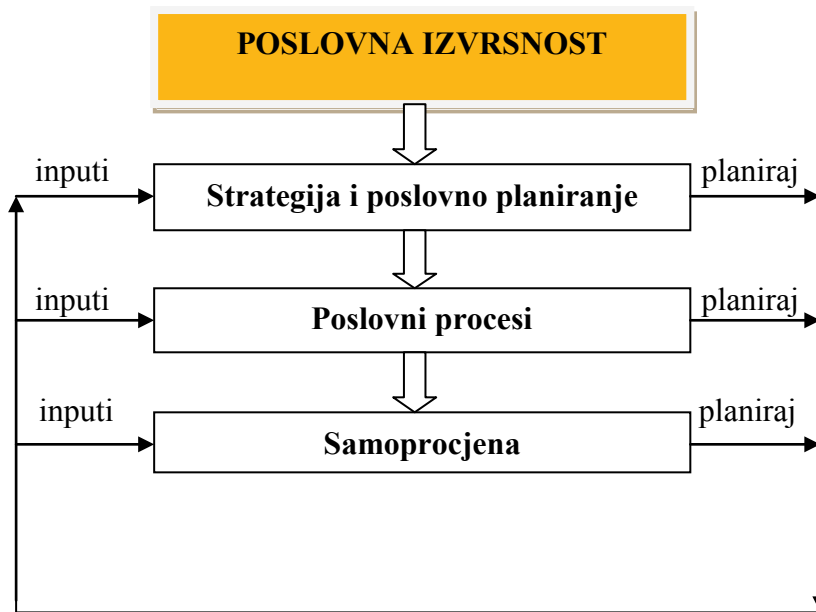 POSLOVNA IZVRSNOST
inputi
planiraj
Strategija i poslovno planiranje
inputi
planiraj
Poslovni procesi
inputi
planiraj
Samoprocjena